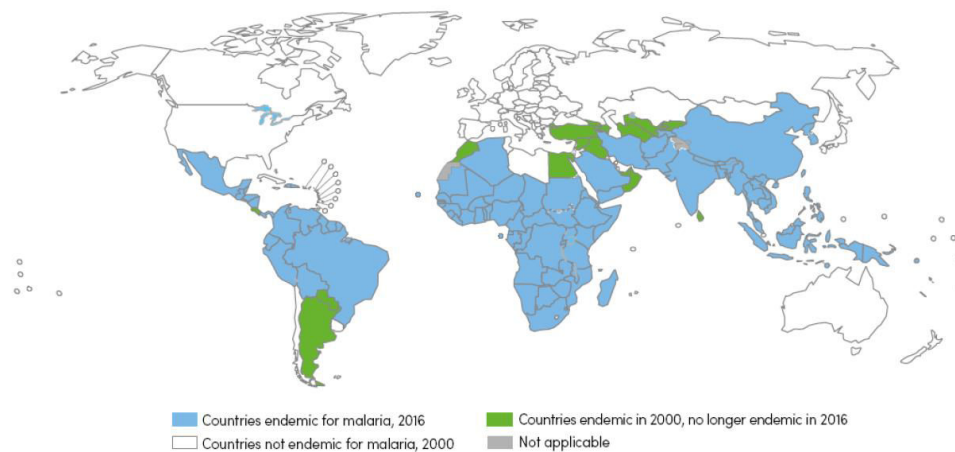 Countries endemic for malaria, 2016
Countries endemic in 2000, no longer endemic in 2016
Countries not endemic for malaria, 2000
Not applicable